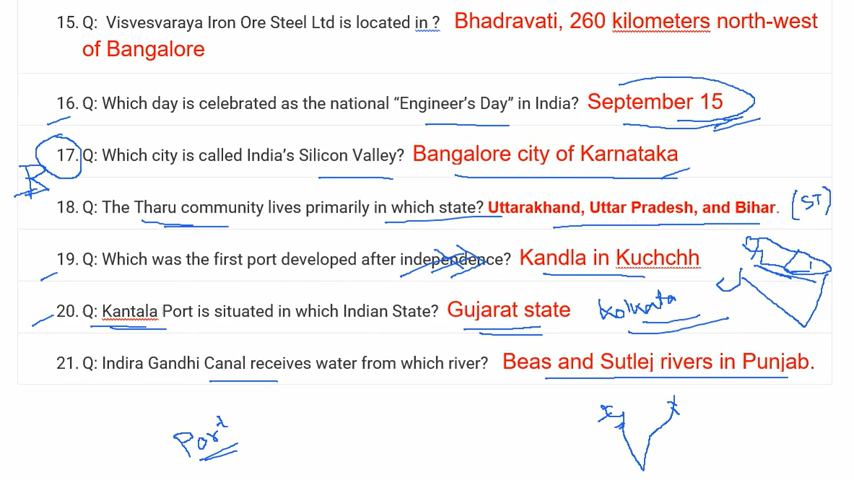 15. Q: Visvesvaraya Iron Ore Steel Ltd is located in ? Bhadravati, 260 kilometers north-west
of Bangalore
16. Q: Which day is celebrated as the national “Engineer’s Day” in India? September 15
17. Q: Which city is called India’s Silicon Valley? Bangalore city of Karnataka
18. Q: The Tharu community lives primarily in which state? Uttarakhand, Uttar Pradesh, and Bihar. (ST)
19. Q: Which was the first port developed after independence? Kandla in Kuchchh
20. Q: Kantala Port is situated in which Indian State? Gujarat state Kolkata
21. Q: Indira Gandhi Canal receives water from which river? Beas and Sutlej rivers in Punjab.
Port